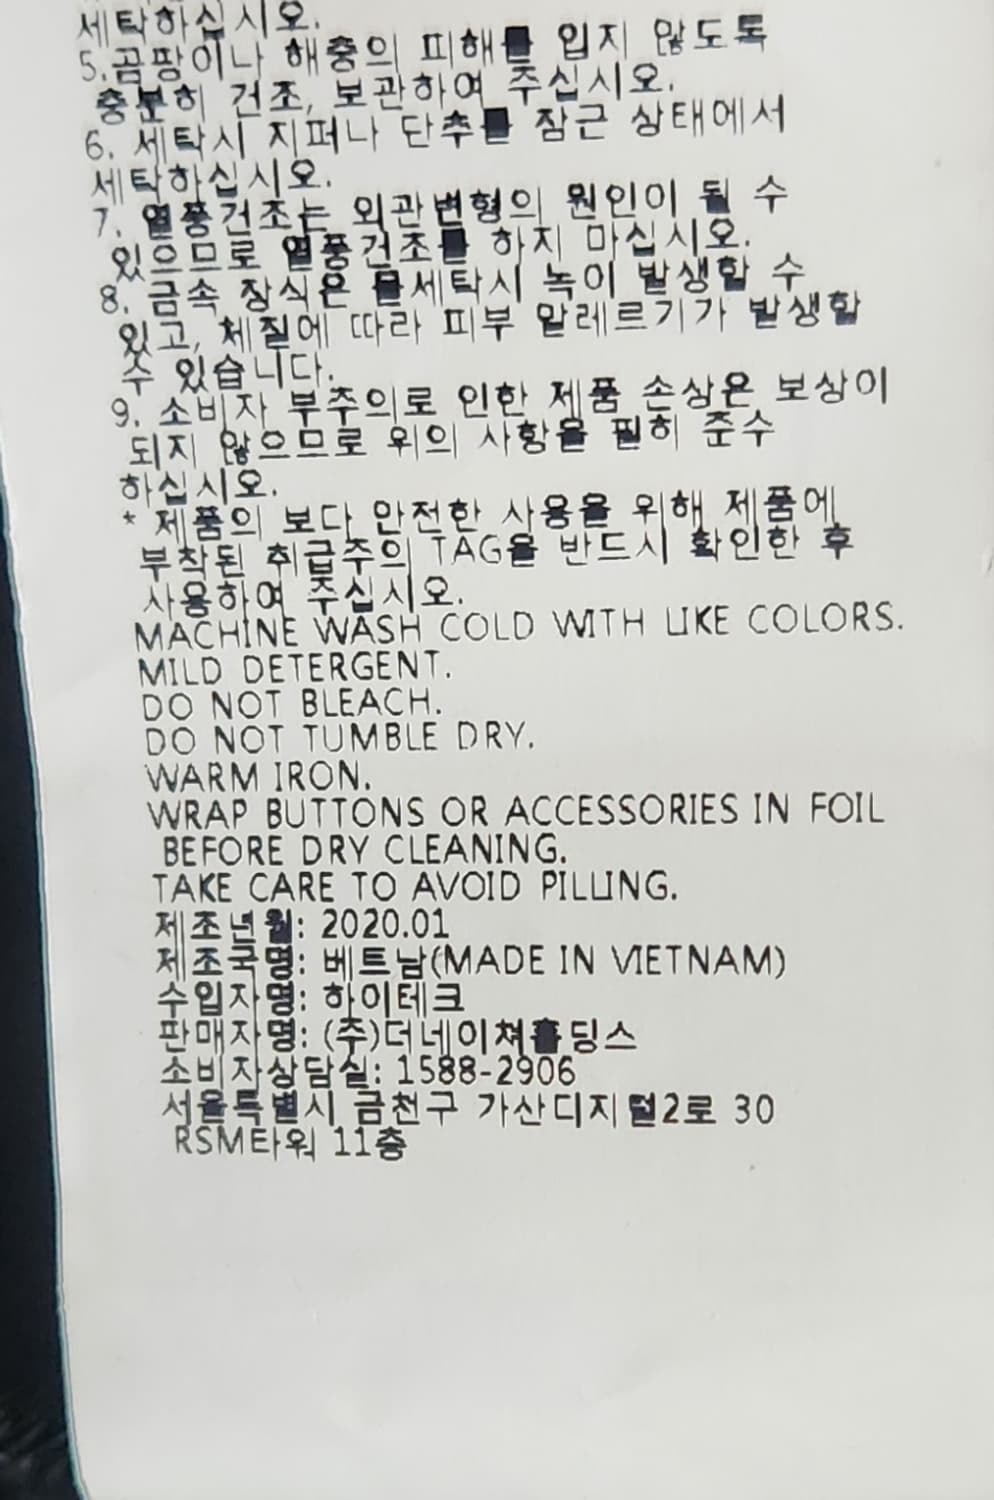 세탁하십시오.
5.곰팡이나 해충의 피해를 입지 않도록
충분히 건조, 보관하여 주십시오.
6. 세탁시 지퍼나 단추를 잠근 상태에서
세탁하십시오.
7. 열풍건조는 외관변형의 원인이 될 수
있으므로 열풍건조를 하지 마십시오.
8. 금속 장식은 물세탁시 녹이 발생할 수
있고, 체질에 따라 피부 알레르기가 발생할
수 있습니다.
9. 소비자 부주의로 인한 제품 손상은 보상이
되지 않으므로 위의 사항을 필히 준수
하십시오.
* 제품의 보다 안전한 사용을 위해 제품에
부착된 취급주의 TAG을 반드시 확인한 후
사용하여 주십시오.
MACHINE WASH COLD WITH LIKE COLORS.
MILD DETERGENT.
DO NOT BLEACH.
DO NOT TUMBLE DRY.
WARM IRON.
WRAP BUTTONS OR ACCESSORIES IN FOIL
BEFORE DRY CLEANING.
TAKE CARE TO AVOID PILLING.
제조년월: 2020.01
제조국명: 베트남(MADE IN VIETNAM)
수입자명: 하이테크
판매자명: (주)더네이쳐홀딩스
소비자상담실: 1588-2906
서울특별시 금천구 가산디지털2로 30
RSM타워 11층